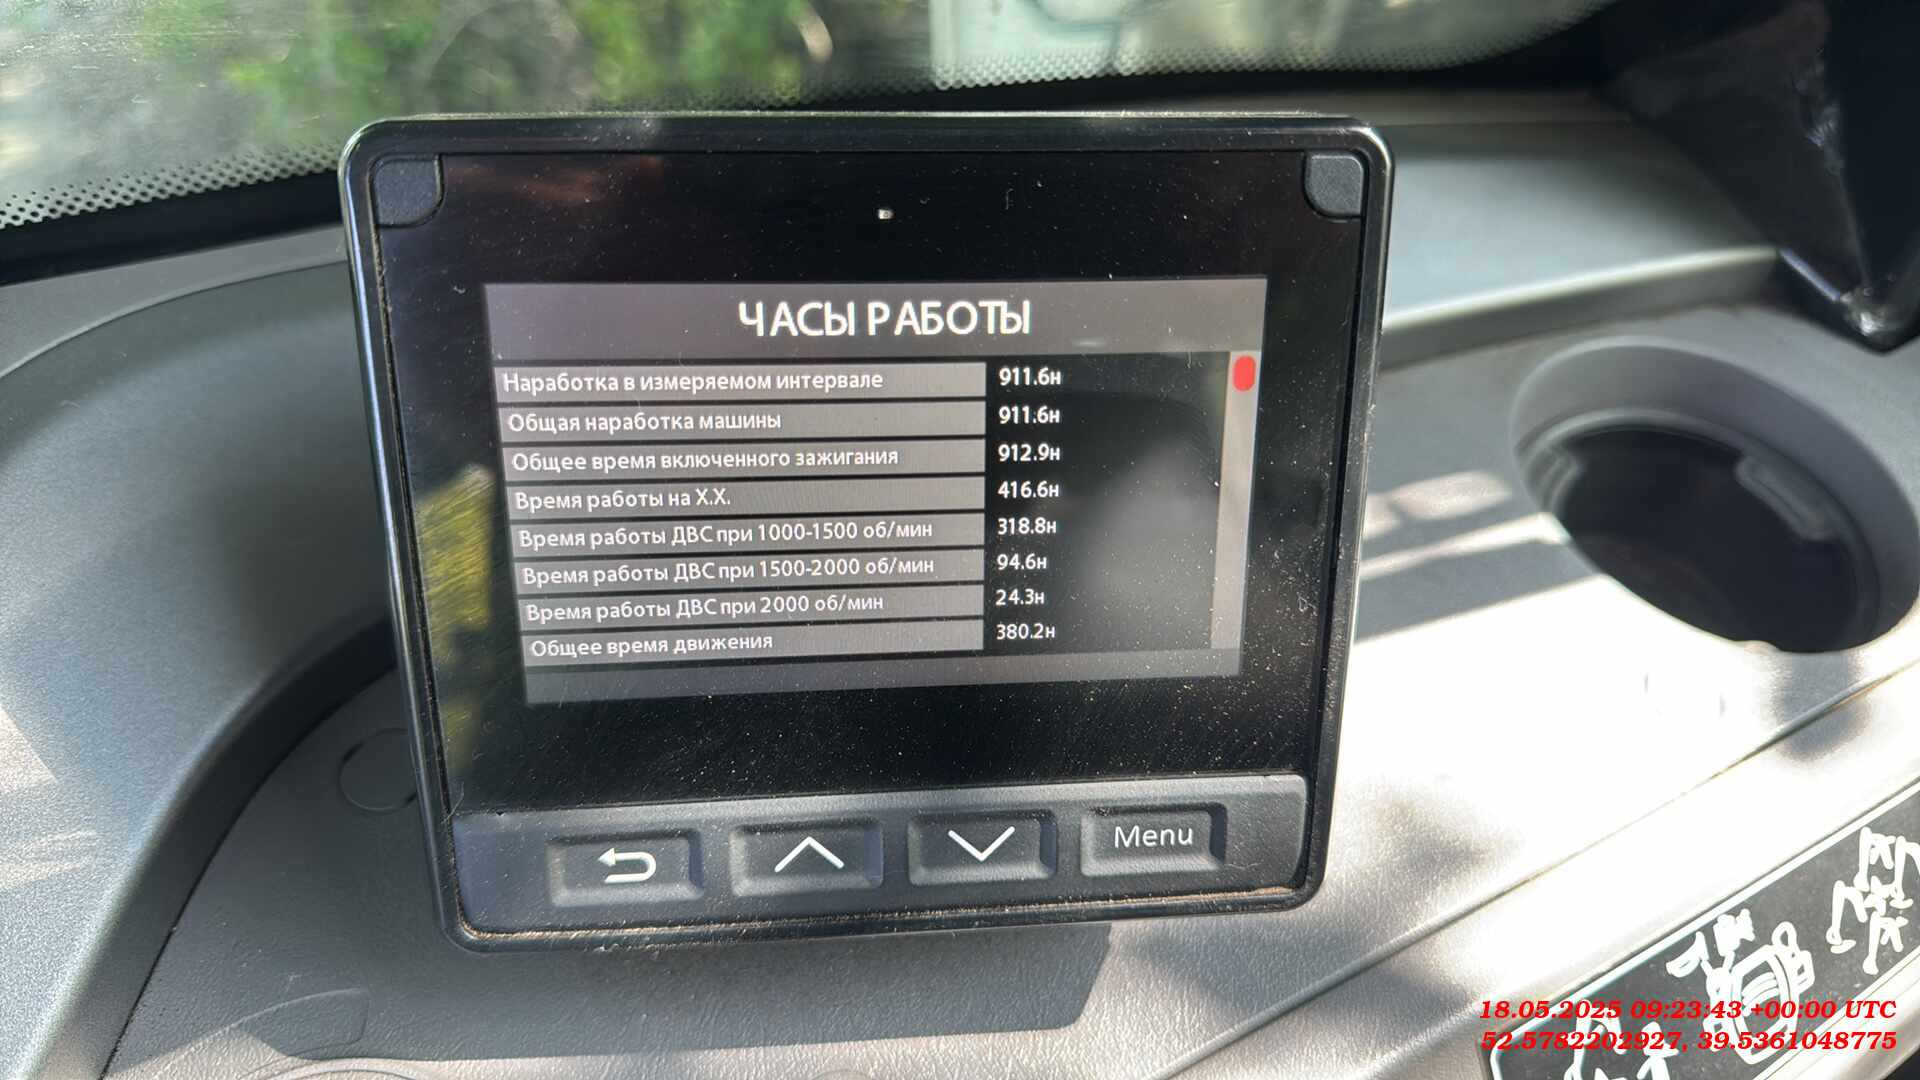 ЧАСЫ РАБОТЫ
Наработка в измеряемом интервале 911.6н
Общая наработка машины 911.6н
Общее время включенного зажигания 912.9н
Время работы на Х.Х. 416.6н
Время работы ДВС при 1000-1500 об/мин 318.8н
Время работы ДВС при 1500-2000 об/мин 94.6н
Время работы ДВС при 2000 об/мин 24.3н
Общее время движения 380.2н
Menu
18.05.2025 09:23:43 +00:00 UTC
52.5782202927, 39.5361048775